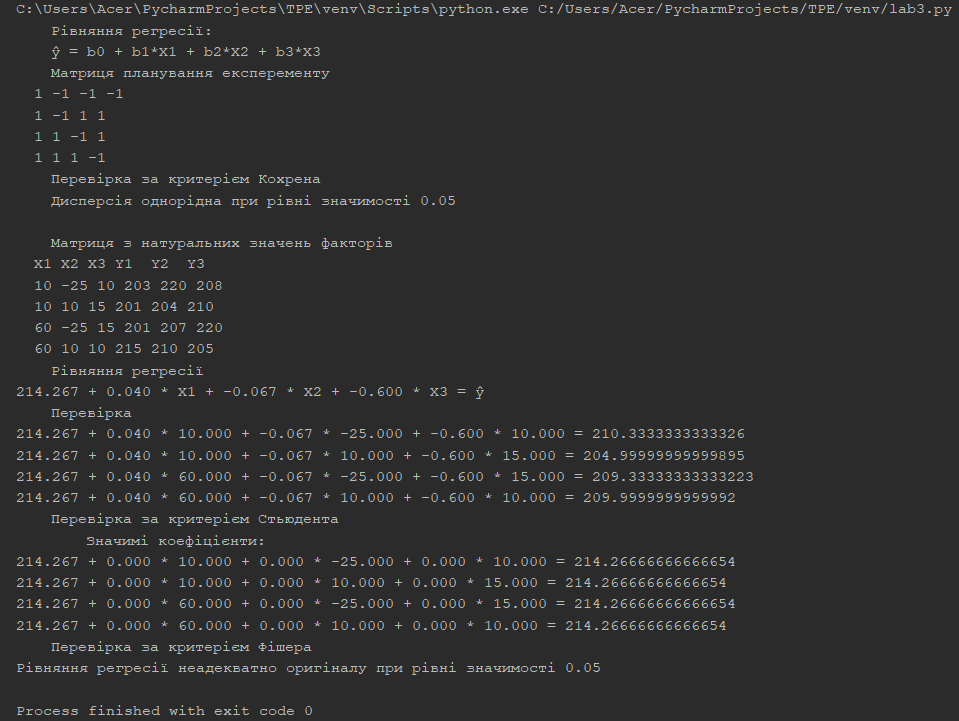 C:\Users\Acer\PycharmProjects\TPE\venv\Scripts\python.exe C:/Users/Acer/PycharmProjects/TPE/venv/lab3.py
Рівняння регресії:
ŷ = b0 + b1*X1 + b2*X2 + b3*X3
Матриця планування експеременту
1 -1 -1 -1
1 -1 1 1
1 1 -1 1
1 1 1 -1
Перевірка за критерієм Кохрена
Дисперсія однорідна при рівні значимості 0.05
Матриця з натуральних значень факторів
X1 X2 X3 Y1 Y2 Y3
10 -25 10 203 220 208
10 10 15 201 204 210
60 -25 15 201 207 220
60 10 10 215 210 205
Рівняння регресії
214.267 + 0.040 * X1 + -0.067 * X2 + -0.600 * X3 = ŷ
Перевірка
214.267 + 0.040 * 10.000 + -0.067 * -25.000 + -0.600 * 10.000 = 210.3333333333326
214.267 + 0.040 * 10.000 + -0.067 * 10.000 + -0.600 * 15.000 = 204.99999999999895
214.267 + 0.040 * 60.000 + -0.067 * -25.000 + -0.600 * 15.000 = 209.33333333333223
214.267 + 0.040 * 60.000 + -0.067 * 10.000 + -0.600 * 10.000 = 209.9999999999992
Перевірка за критерієм Стьюдента
Значимі коефіцієнти:
214.267 + 0.000 * 10.000 + 0.000 * -25.000 + 0.000 * 10.000 = 214.26666666666654
214.267 + 0.000 * 10.000 + 0.000 * 10.000 + 0.000 * 15.000 = 214.26666666666654
214.267 + 0.000 * 60.000 + 0.000 * -25.000 + 0.000 * 15.000 = 214.26666666666654
214.267 + 0.000 * 60.000 + 0.000 * 10.000 + 0.000 * 10.000 = 214.26666666666654
Перевірка за критерієм Фішера
Рівняння регресії неадекватно оригіналу при рівні значимості 0.05
Process finished with exit code 0